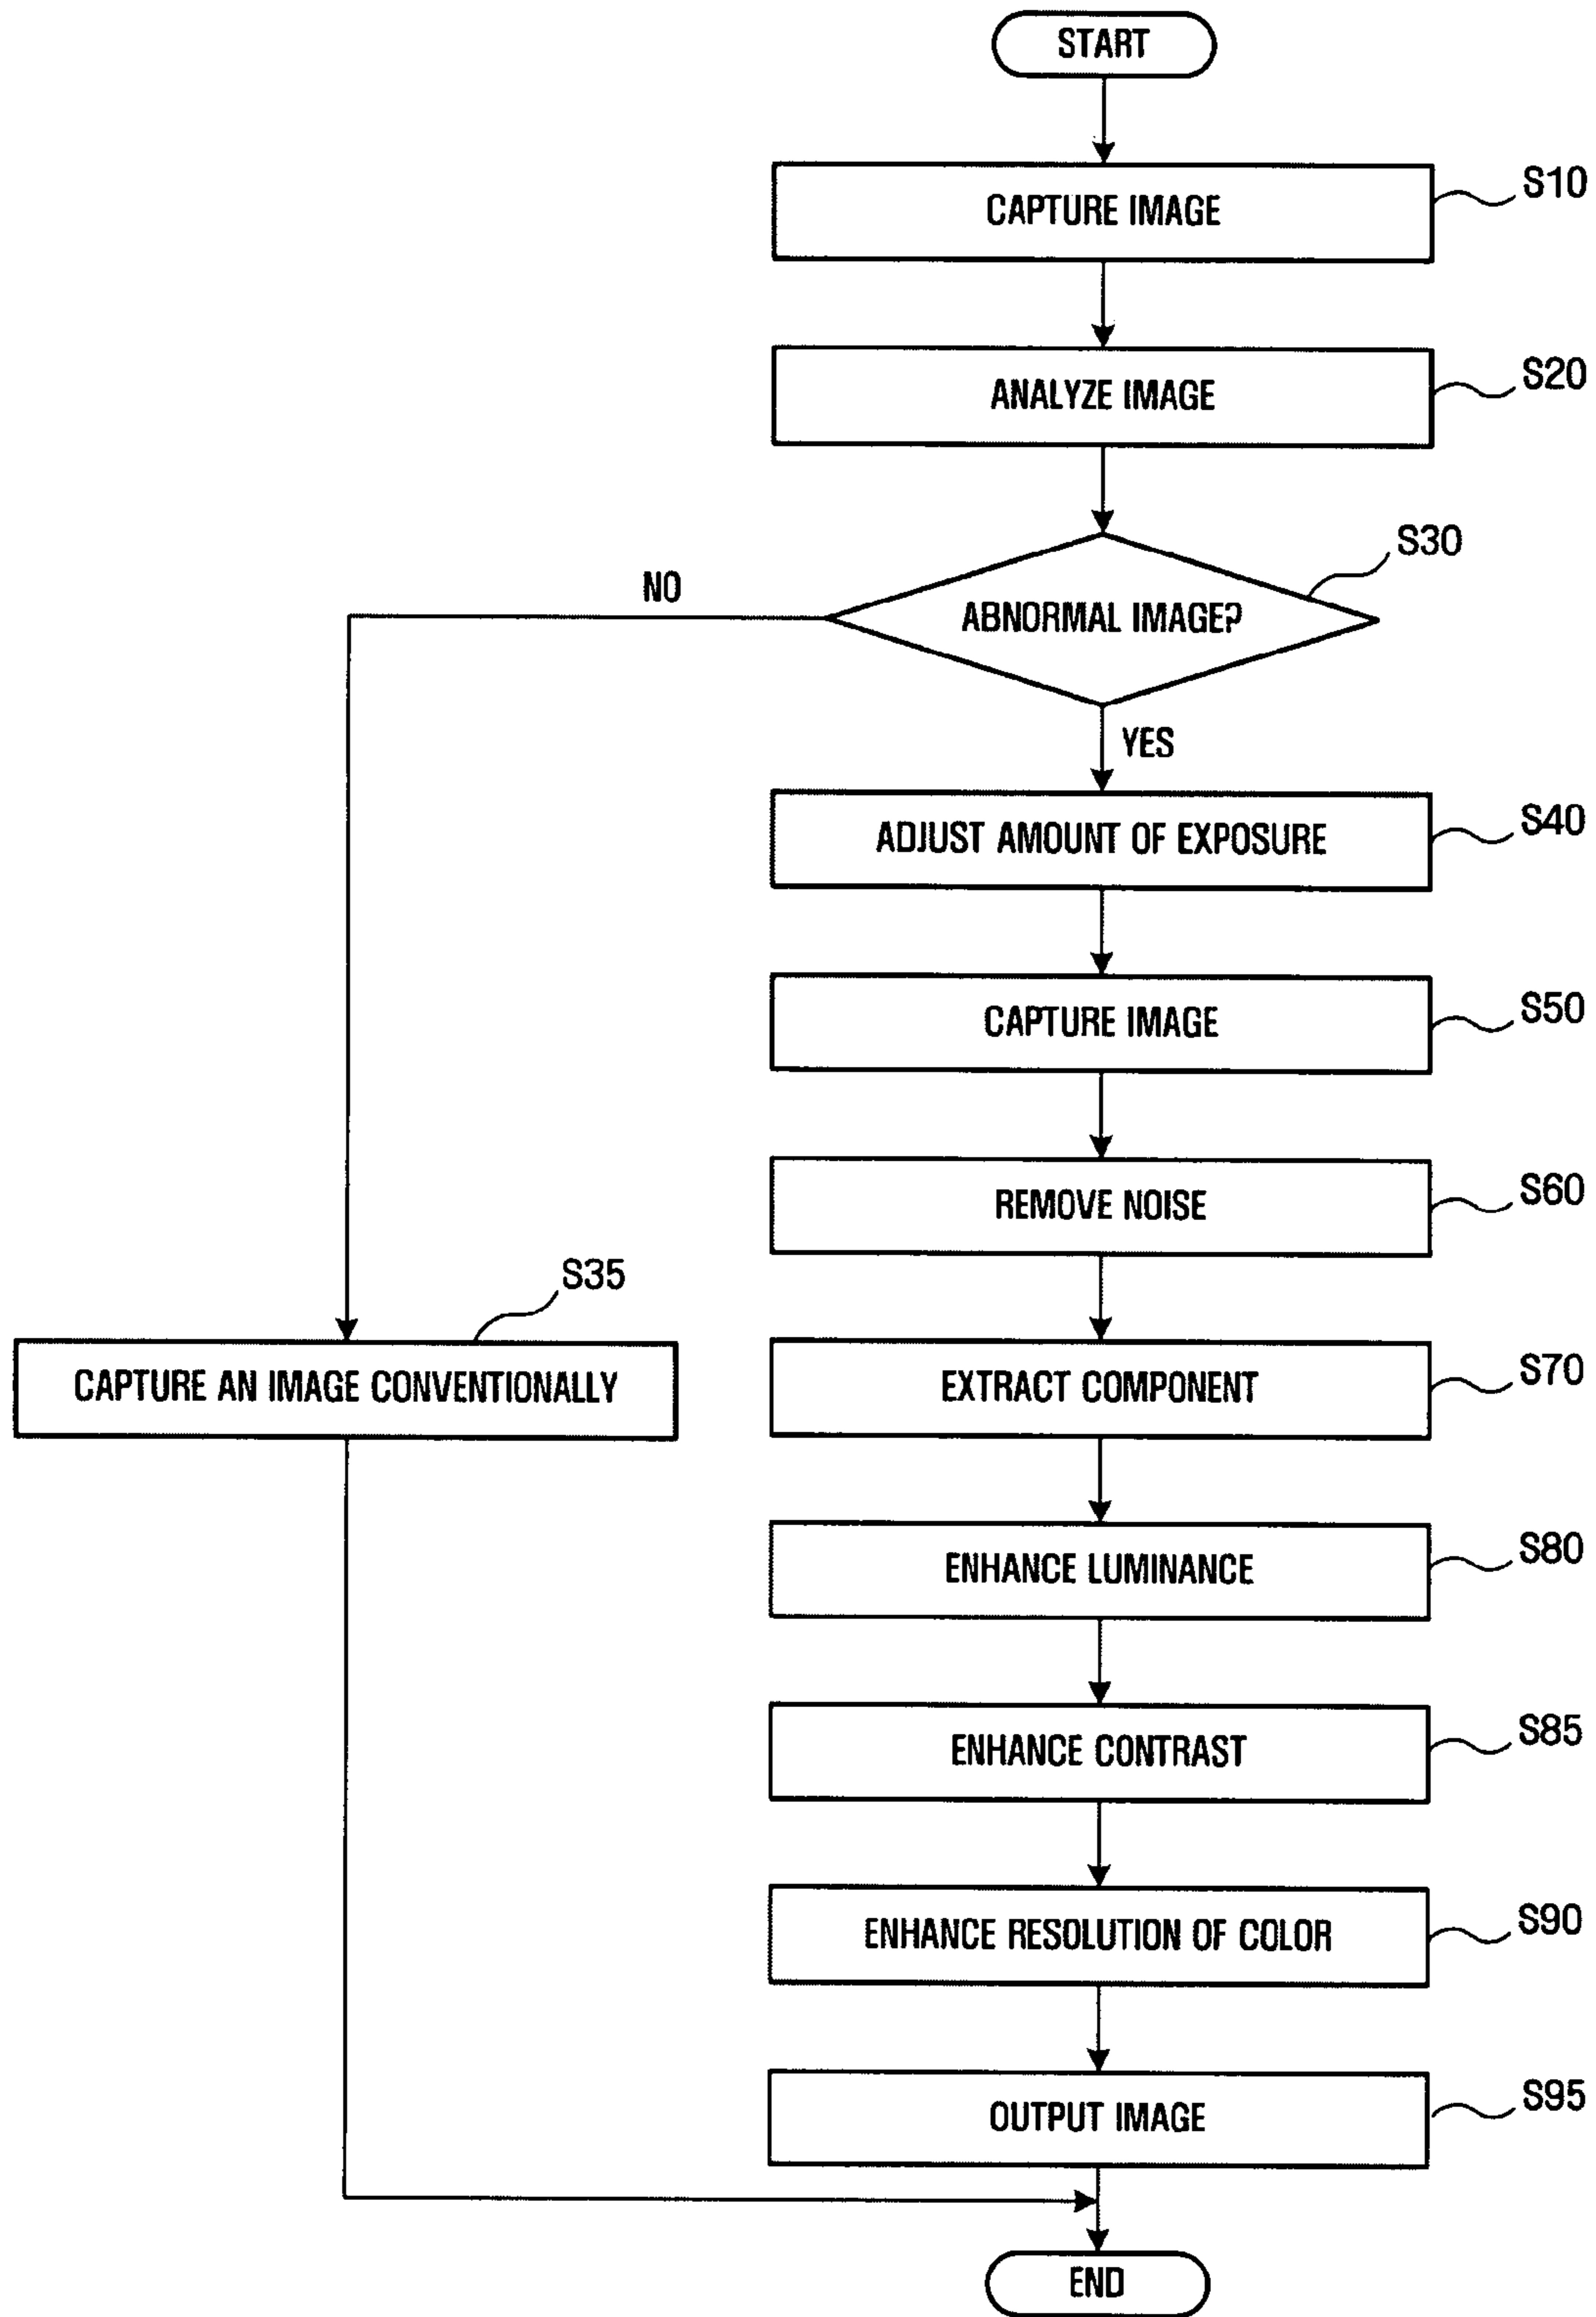 START
CAPTURE IMAGE
S10
ANALYZE IMAGE
S20
ABNORMAL IMAGE?
S30
NO
YES
ADJUST AMOUNT OF EXPOSURE
S40
CAPTURE IMAGE
S50
REMOVE NOISE
S60
S35
CAPTURE AN IMAGE CONVENTIONALLY
EXTRACT COMPONENT
S70
ENHANCE LUMINANCE
S80
ENHANCE CONTRAST
S85
ENHANCE RESOLUTION OF COLOR
S90
OUTPUT IMAGE
S95
END